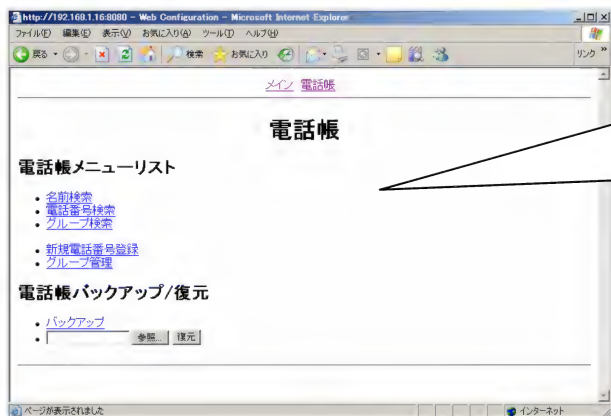 http://192.168.1.16:8080 - Web Configuration - Microsoft Internet Explorer
ファイル(F) 編集(E) 表示(V) お気に入り(A) ツール(T) ヘルプ(H)
戻る 検索 お気に入り リンク »
メイン 電話帳
電話帳
電話帳メニューリスト
名前検索
電話番号検索
グループ検索
新規電話番号登録
グループ管理
電話帳バックアップ/復元
バックアップ
参照... 復元
ページが表示されました インターネット